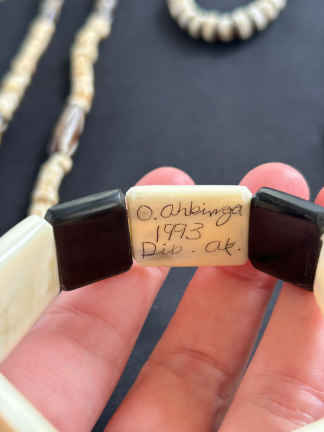 O. Ahkinga
1993
Dio. Ak.